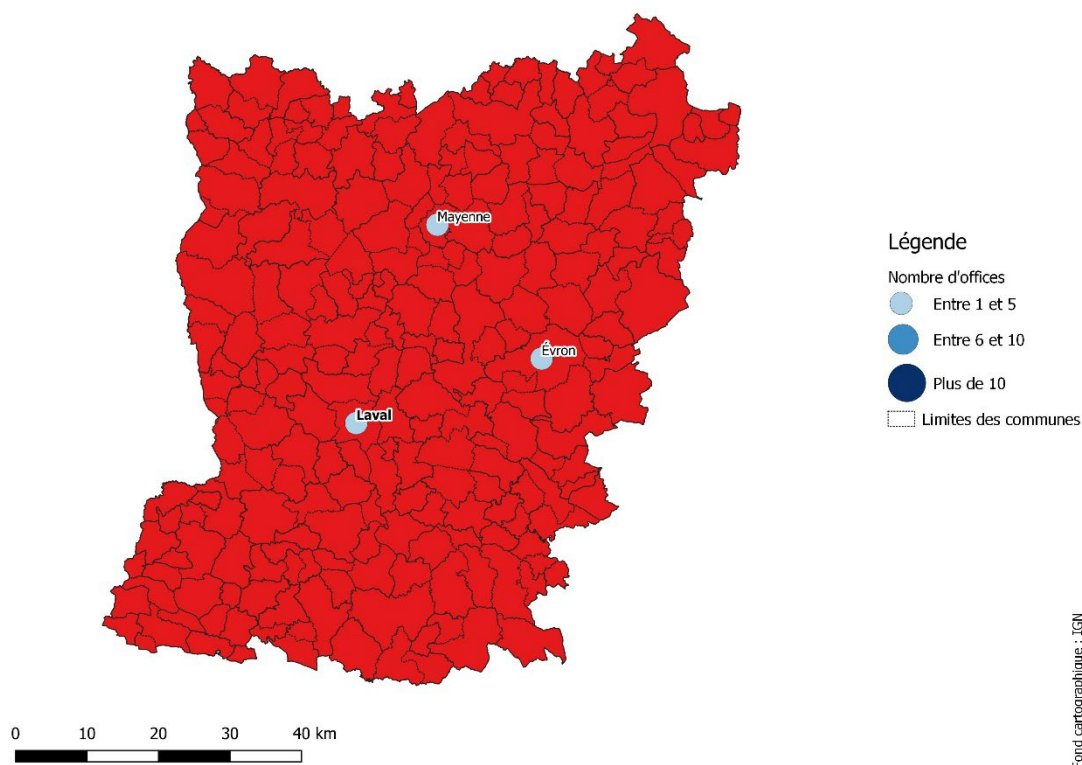 Mayenne
Évron
Laval
Légende
Nombre d'offices
Entre 1 et 5
Entre 6 et 10
Plus de 10
Limites des communes
0 10 20 30 40 km
Fond cartographique : IGN